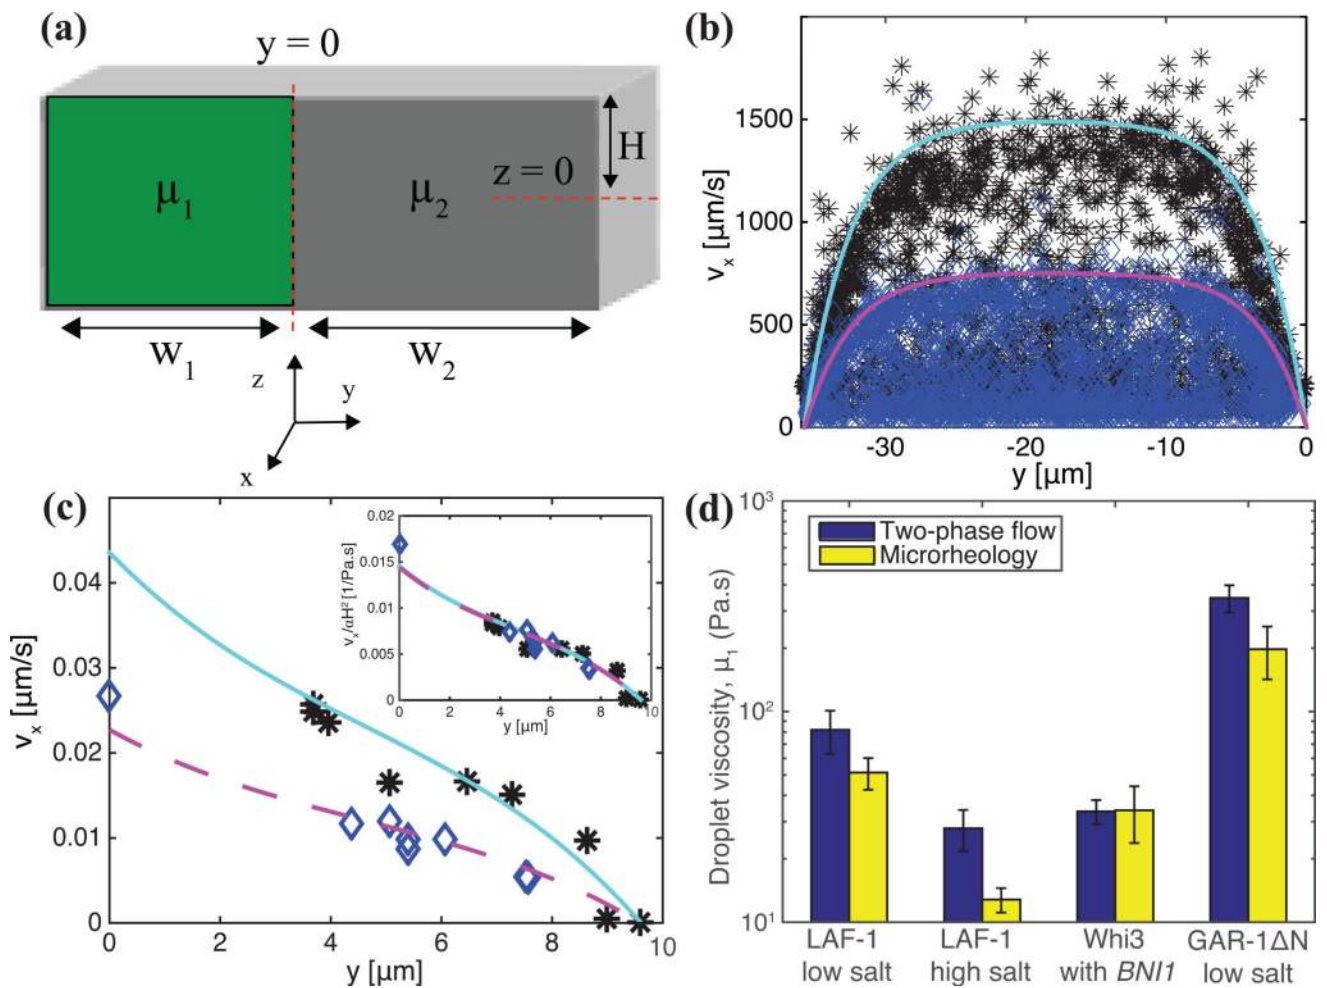 (a)
y = 0
μ1
μ2
z = 0
H
w1
w2
z
y
x
(b)
vx [μm/s]
1500
1000
500
0
-30
-20
-10
0
y [μm]
(c)
vx [μm/s]
0.04
0.03
0.02
0.01
0
0
2
4
6
8
10
y [μm]
vx/αH² [1/Pa.s]
0.02
0.015
0.01
0.005
0
0
2
4
6
8
10
y [μm]
(d)
Droplet viscosity, μ1 (Pa.s)
10³
10²
10¹
Two-phase flow
Microrheology
LAF-1
low salt
LAF-1
high salt
Whi3
with BNI1
GAR-1ΔN
low salt